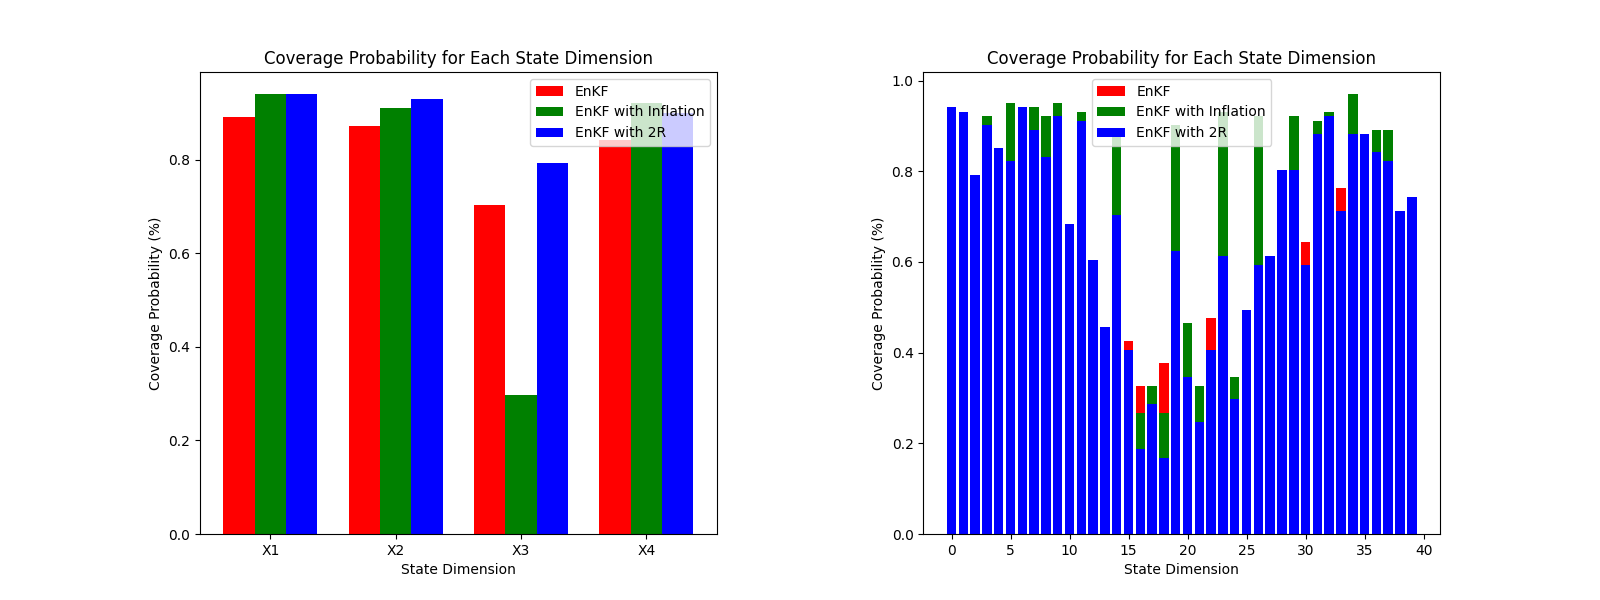 Coverage Probability for Each State Dimension
EnKF
EnKF with Inflation
EnKF with 2R
Coverage Probability (%)
0.8
0.6
0.4
0.2
0.0
X1 X2 X3 X4
State Dimension
Coverage Probability for Each State Dimension
EnKF
EnKF with Inflation
EnKF with 2R
Coverage Probability (%)
1.0
0.8
0.6
0.4
0.2
0.0
0 5 10 15 20 25 30 35 40
State Dimension